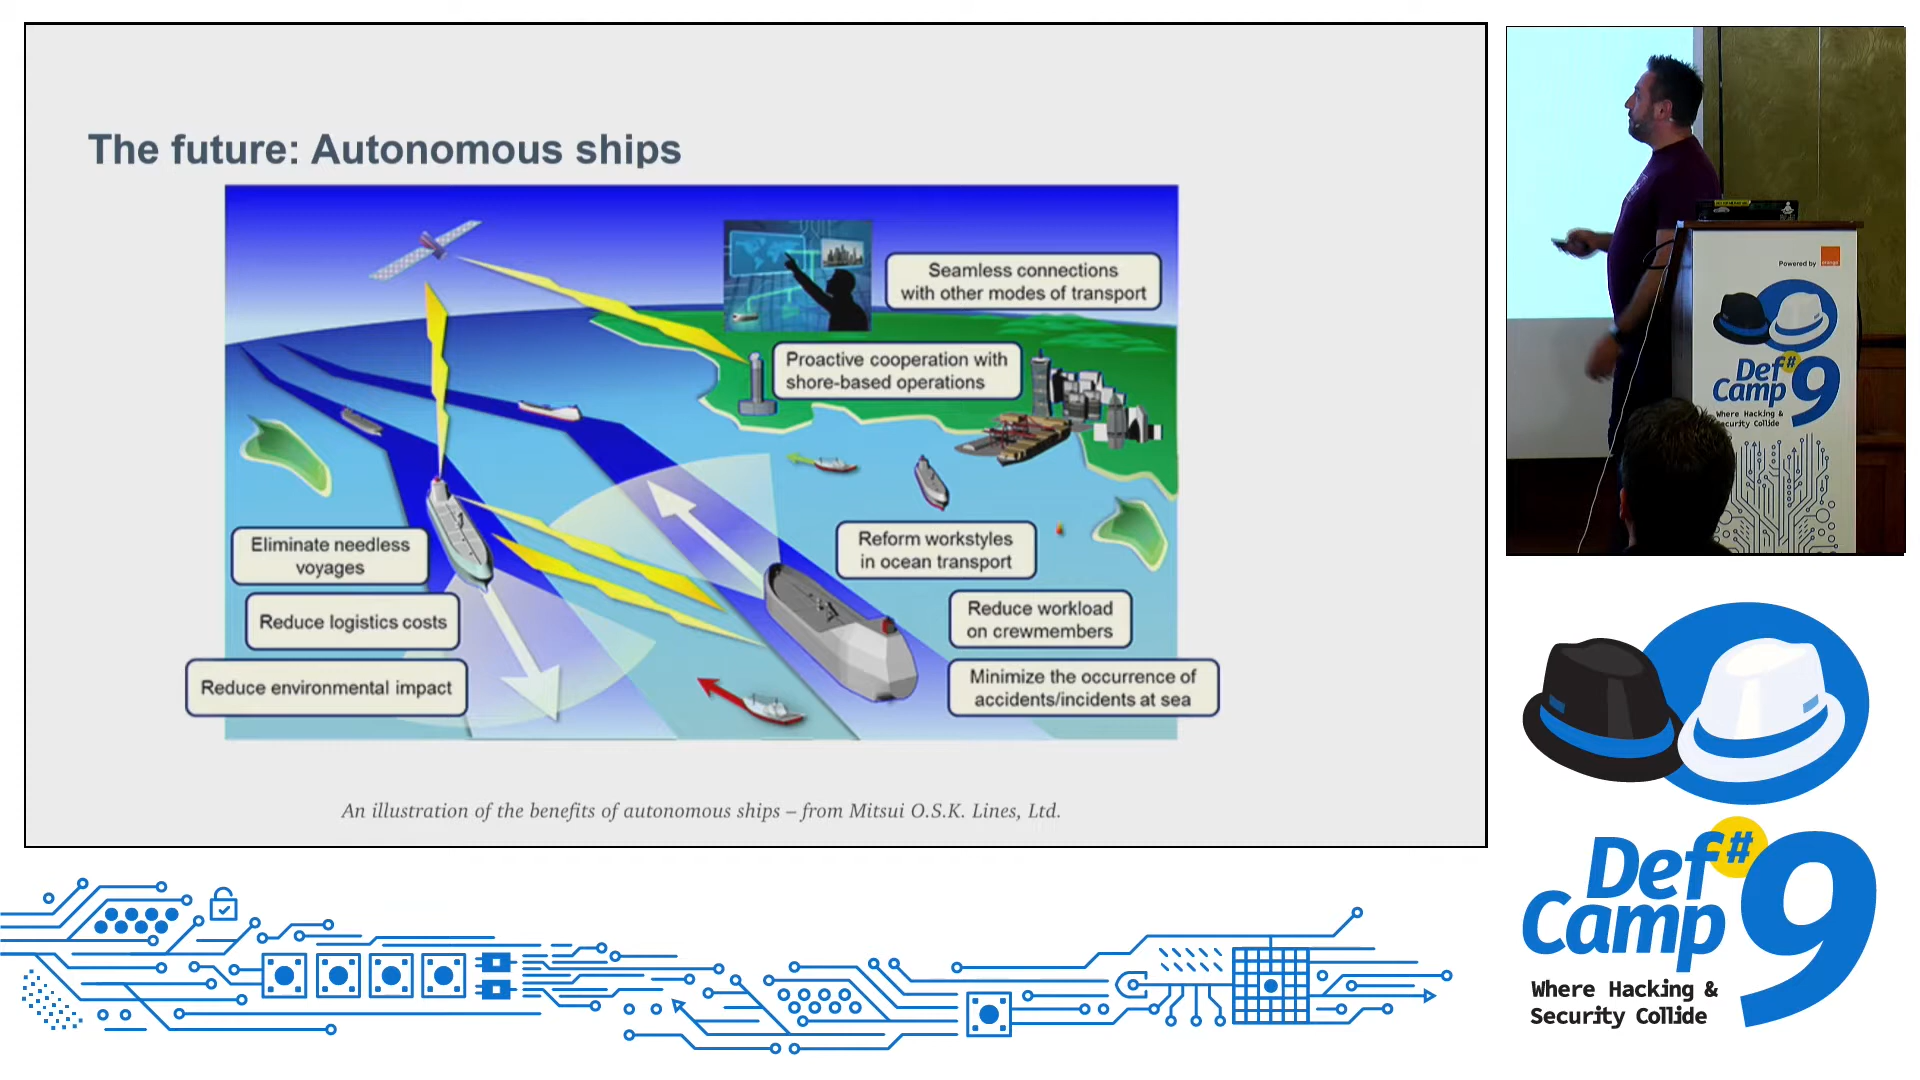 The future: Autonomous ships
Seamless connections
with other modes of transport
Proactive cooperation with
shore-based operations
Eliminate needless
voyages
Reform workstyles
in ocean transport
Reduce logistics costs
Reduce workload
on crewmembers
Reduce environmental impact
Minimize the occurrence of
accidents/incidents at sea
An illustration of the benefits of autonomous ships – from Mitsui O.S.K. Lines, Ltd.
Powered by
Def#
Camp 9
Where Hacking &
Security Collide
Def#
Camp 9
Where Hacking &
Security Collide